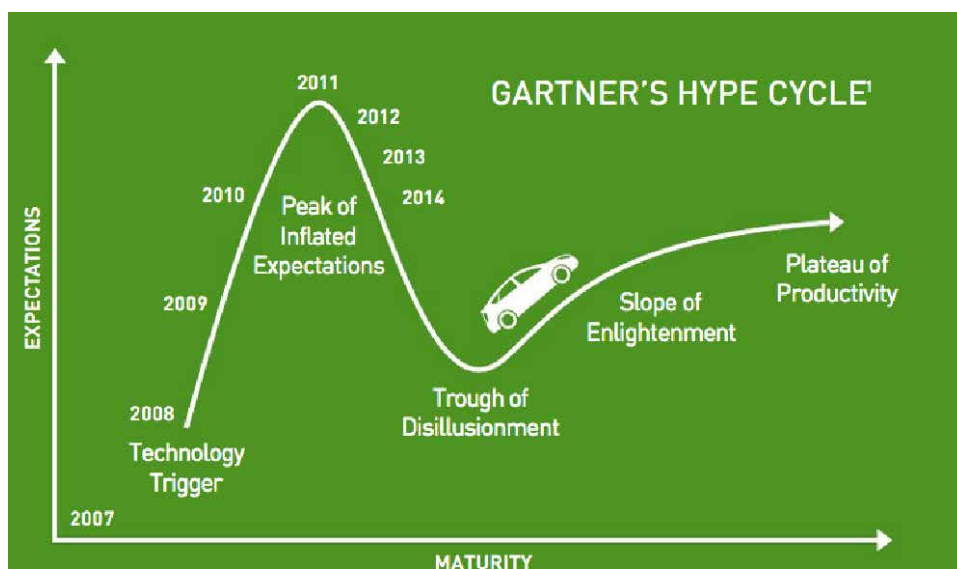 GARTNER'S HYPE CYCLE¹
2011
2012
2013
2010
2014
Peak of
Inflated
Expectations
2009
2008
Technology
Trigger
2007
Trough of
Disillusionment
Slope of
Enlightenment
Plateau of
Productivity
EXPECTATIONS
MATURITY